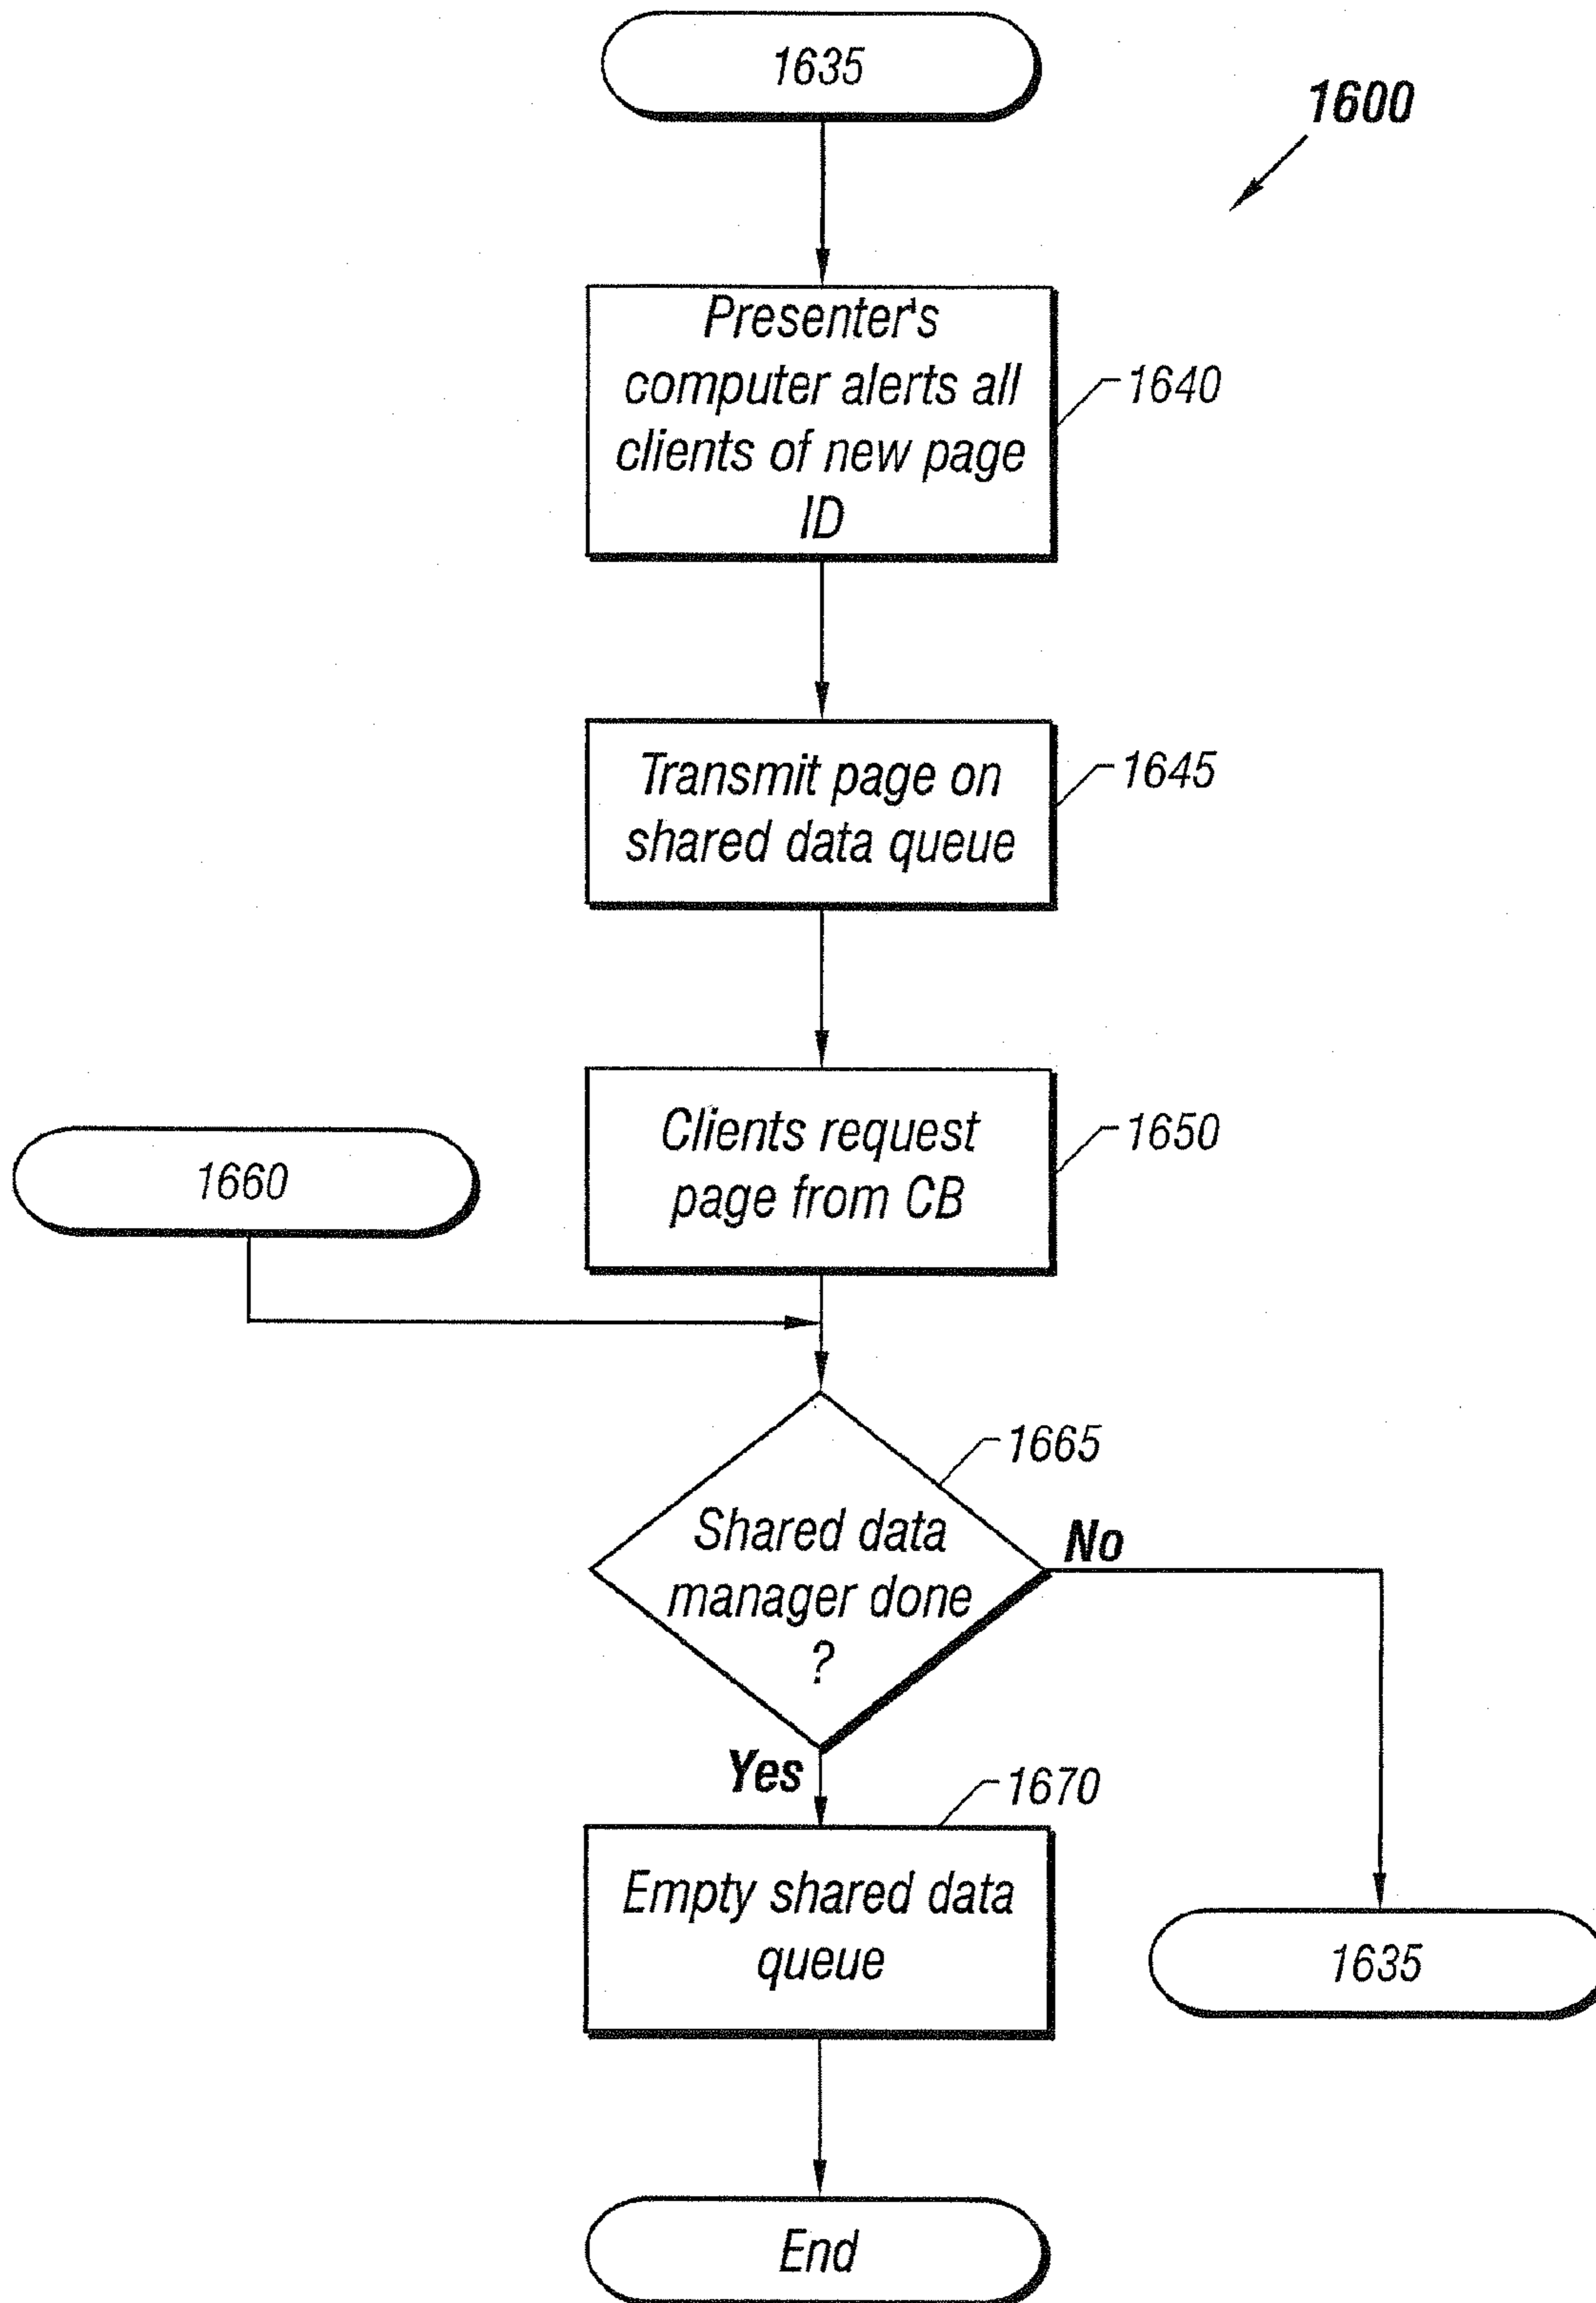 1635
1600
Presenter's
computer alerts all
clients of new page
ID
1640
Transmit page on
shared data queue
1645
Clients request
page from CB
1650
1660
1665
Shared data
manager done
?
No
Yes
1670
Empty shared data
queue
1635
End